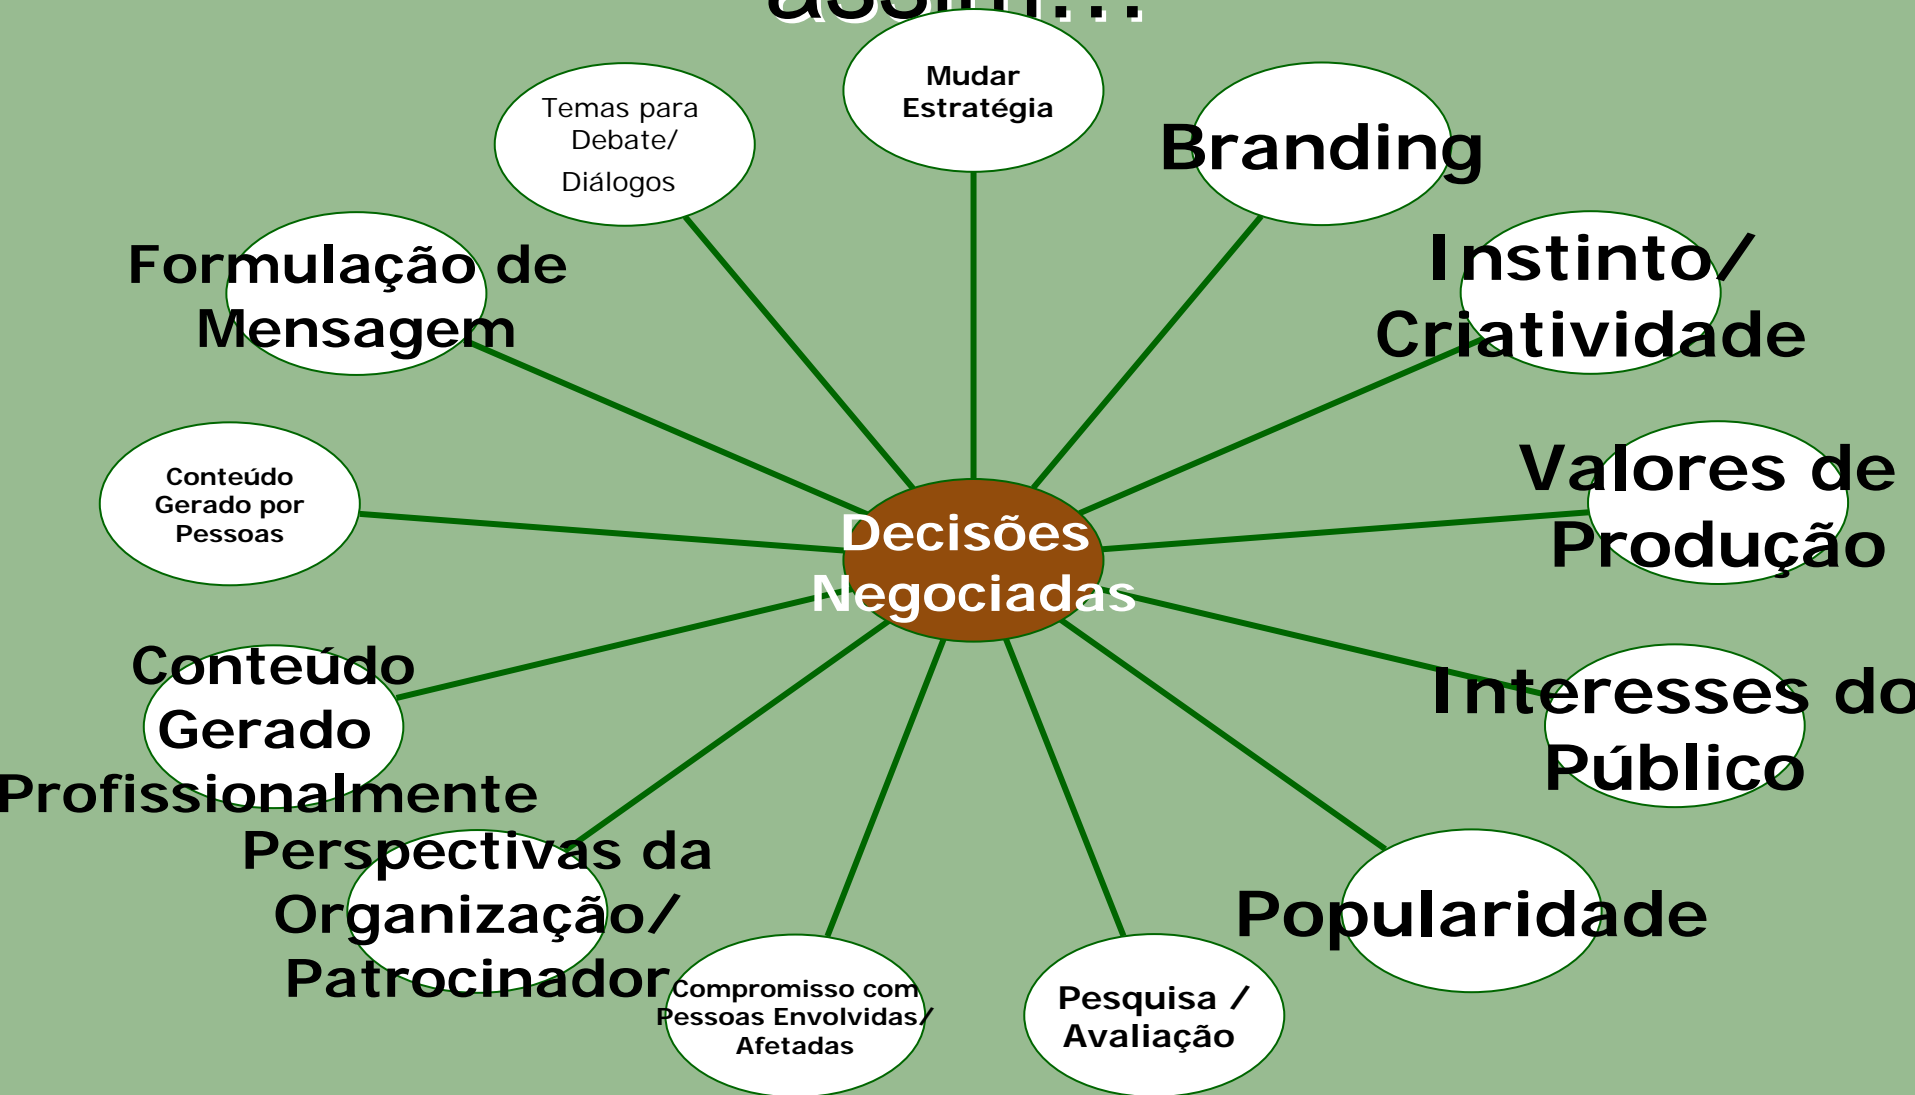 assim...
Mudar
Estratégia
Branding
Instinto/
Criatividade
Valores de
Produção
Interesses do
Público
Popularidade
Pesquisa /
Avaliação
Compromisso com
Pessoas Envolvidas/
Afetadas
Perspectivas da
Organização/
Patrocinador
Conteúdo
Gerado
Profissionalmente
Conteúdo
Gerado por
Pessoas
Formulação de
Mensagem
Temas para
Debate/
Diálogos
Decisões
Negociadas